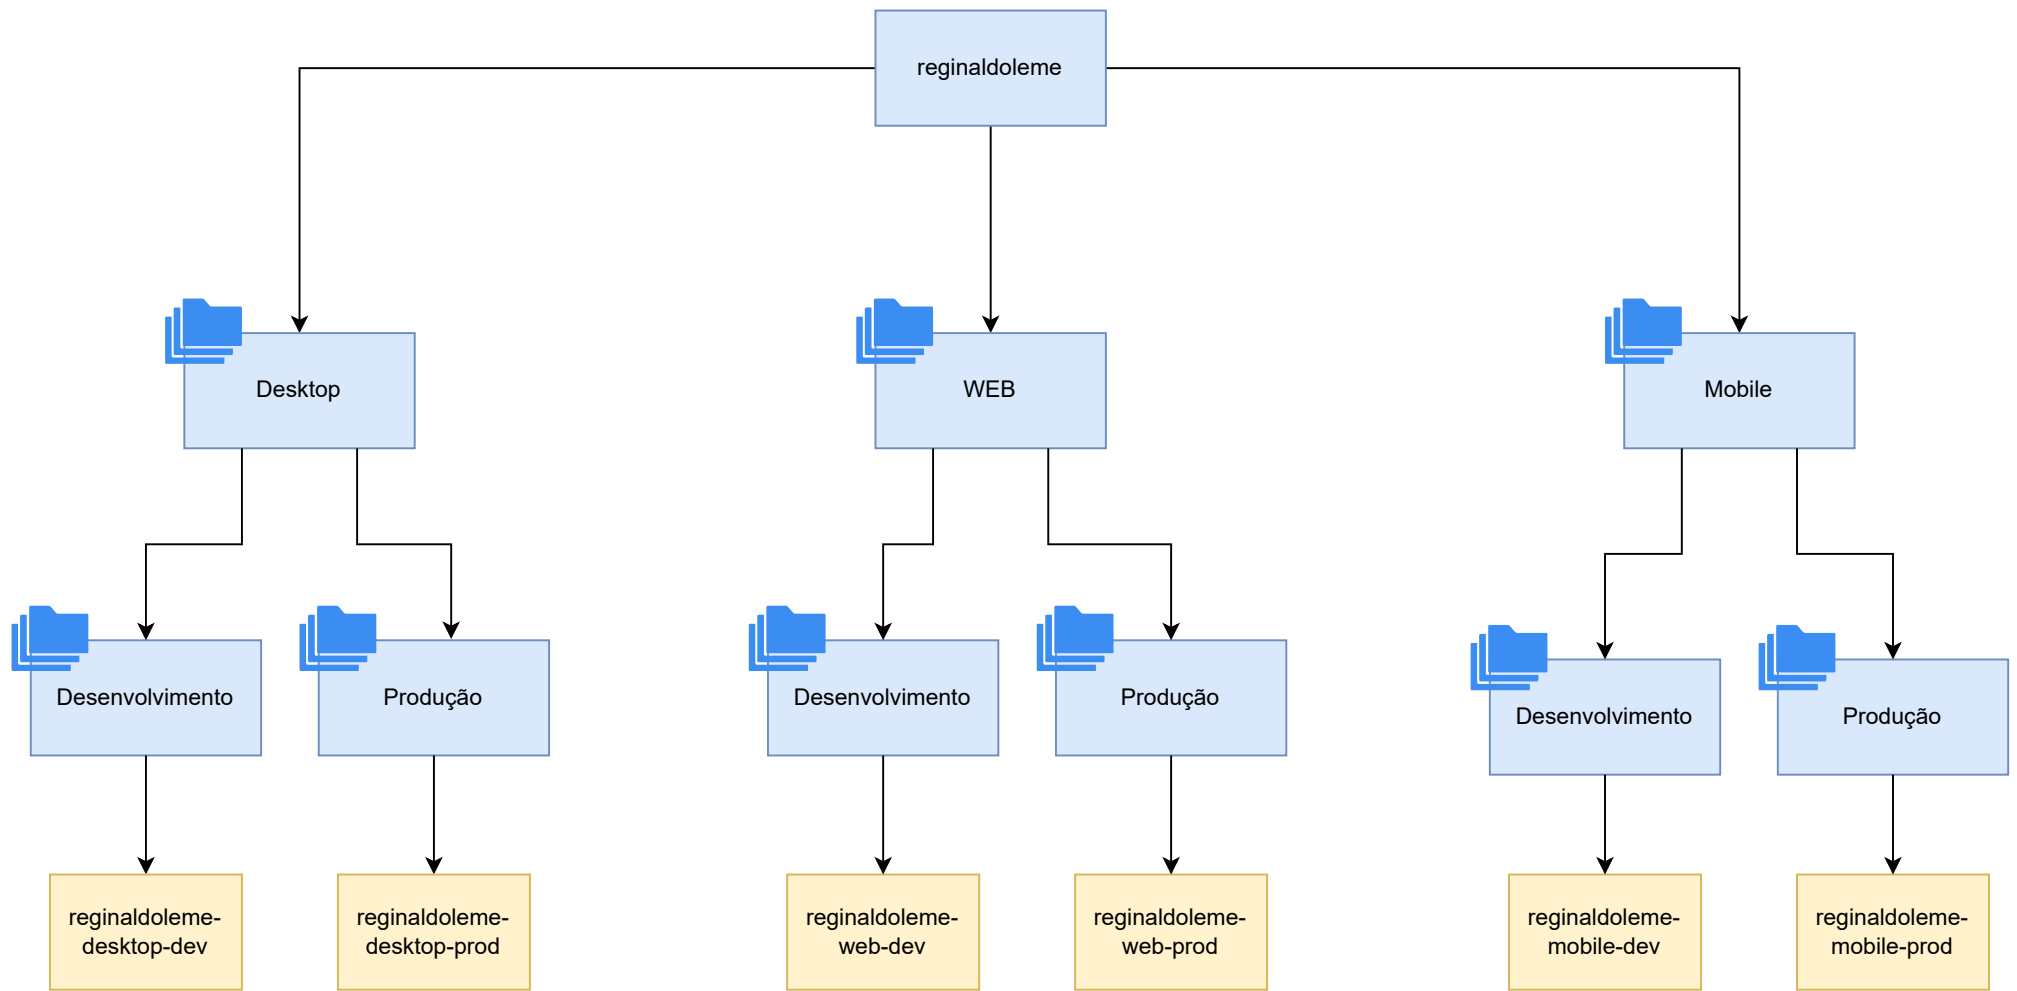 reginaldoleme
Desktop
WEB
Mobile
Desenvolvimento
Produção
Desenvolvimento
Produção
Desenvolvimento
Produção
reginaldoleme-
desktop-dev
reginaldoleme-
desktop-prod
reginaldoleme-
web-dev
reginaldoleme-
web-prod
reginaldoleme-
mobile-dev
reginaldoleme-
mobile-prod